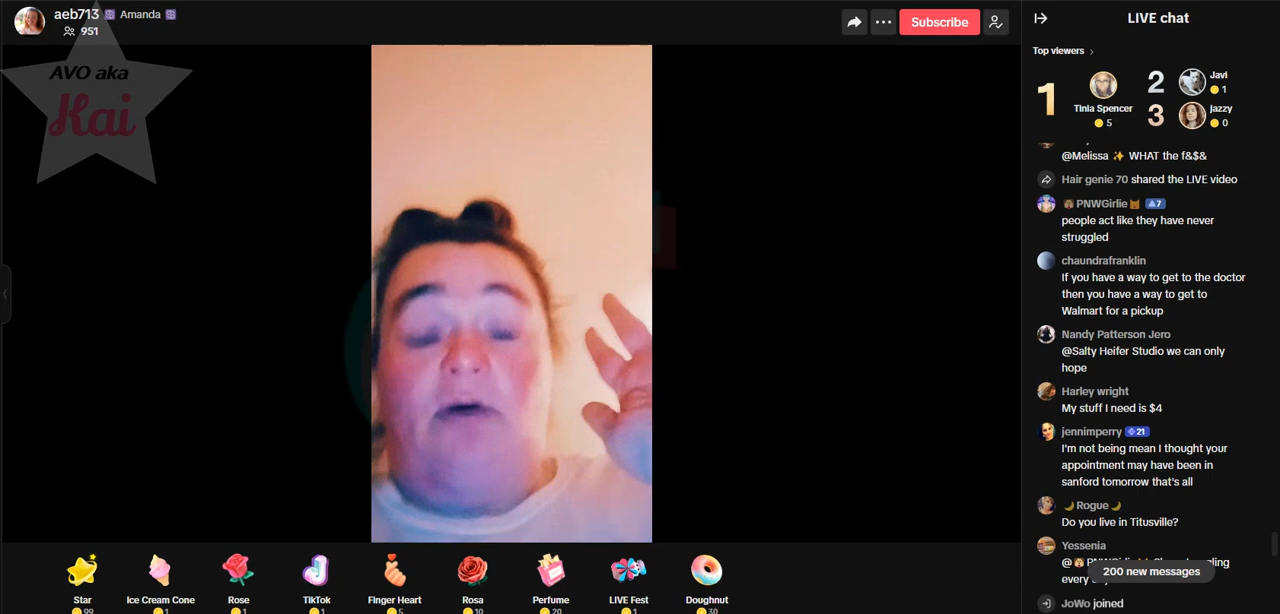 aeb713 Amanda
951
Subscribe
AVO aka
Kai
LIVE chat
Top viewers
1
Tinla Spencer
5
2
Javi
1
3
jazzy
0
@Melissa ✨ WHAT the f&$&
Hair genie 70 shared the LIVE video
PNWGirlie 7
people act like they have never
struggled
chaundrafranklin
If you have a way to get to the doctor
then you have a way to get to
Walmart for a pickup
Nandy Patterson Jero
@Salty Heifer Studio we can only
hope
Harley wright
My stuff I need is $4
jennimperry 21
I'm not being mean I thought your
appointment may have been in
sanford tomorrow that's all
🌙Rogue🌙
Do you live in Titusville?
Yessenia
200 new messages
every
JoWo joined
Star
99
Ice Cream Cone
1
Rose
1
TikTok
1
Finger Heart
5
Rosa
10
Perfume
20
LIVE Fest
1
Doughnut
30